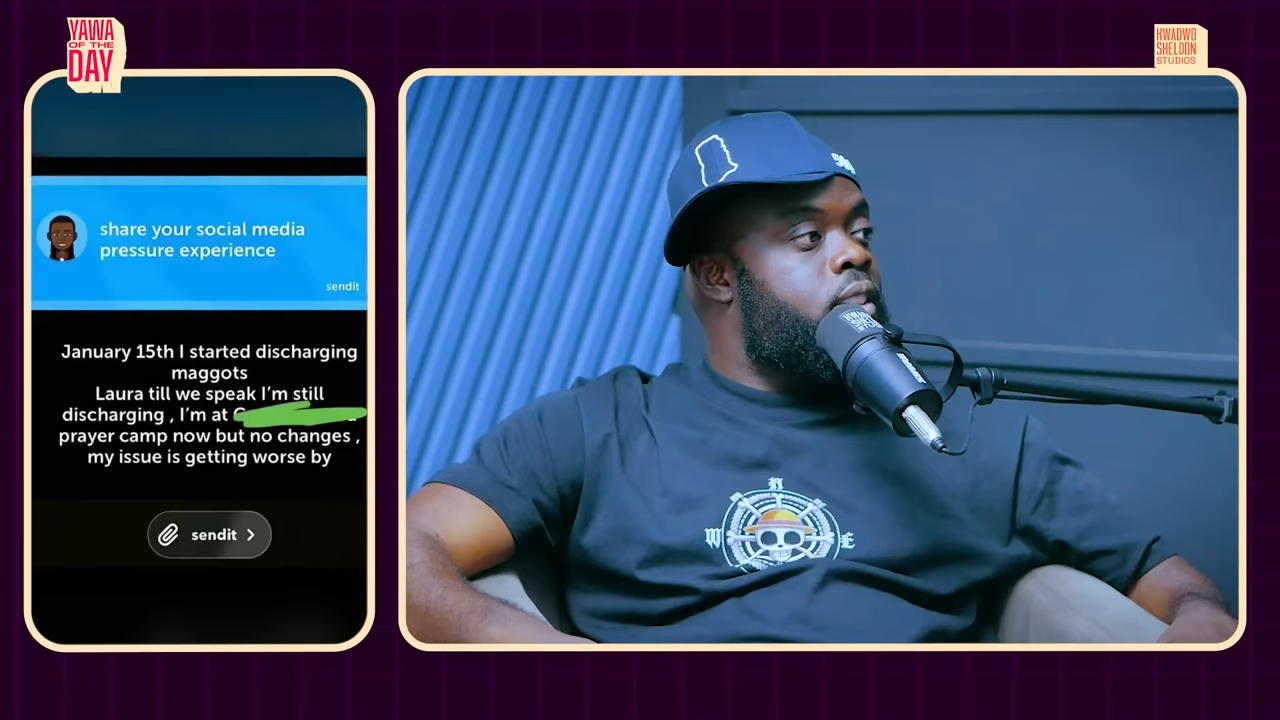 YAWA
OF THE
DAY
KWADWO
SHELDON
STUDIOS
share your social media
pressure experience
sendit
January 15th I started discharging
maggots
Laura till we speak I'm still
discharging , I'm at
prayer camp now but no changes ,
my issue is getting worse by
sendit
N
W
E